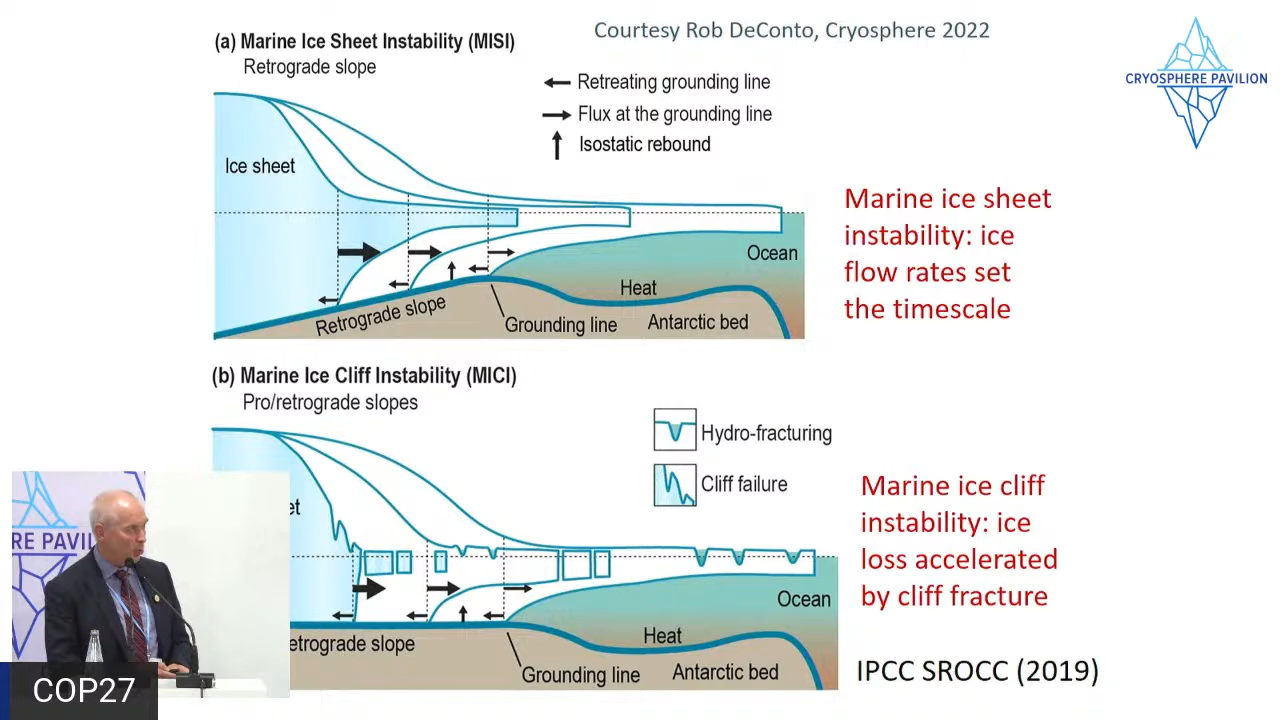 (a) Marine Ice Sheet Instability (MISI)
Retrograde slope
Courtesy Rob DeConto, Cryosphere 2022
CRYOSPHERE PAVILION
Retreating grounding line
Flux at the grounding line
Isostatic rebound
Ice sheet
Ocean
Heat
Retrograde slope
Grounding line
Antarctic bed
Marine ice sheet
instability: ice
flow rates set
the timescale
(b) Marine Ice Cliff Instability (MICI)
Pro/retrograde slopes
Hydro-fracturing
Cliff failure
et
Ocean
Heat
etrograde slope
Grounding line
Antarctic bed
Marine ice cliff
instability: ice
loss accelerated
by cliff fracture
IPCC SROCC (2019)
RE PAVIL
COP27